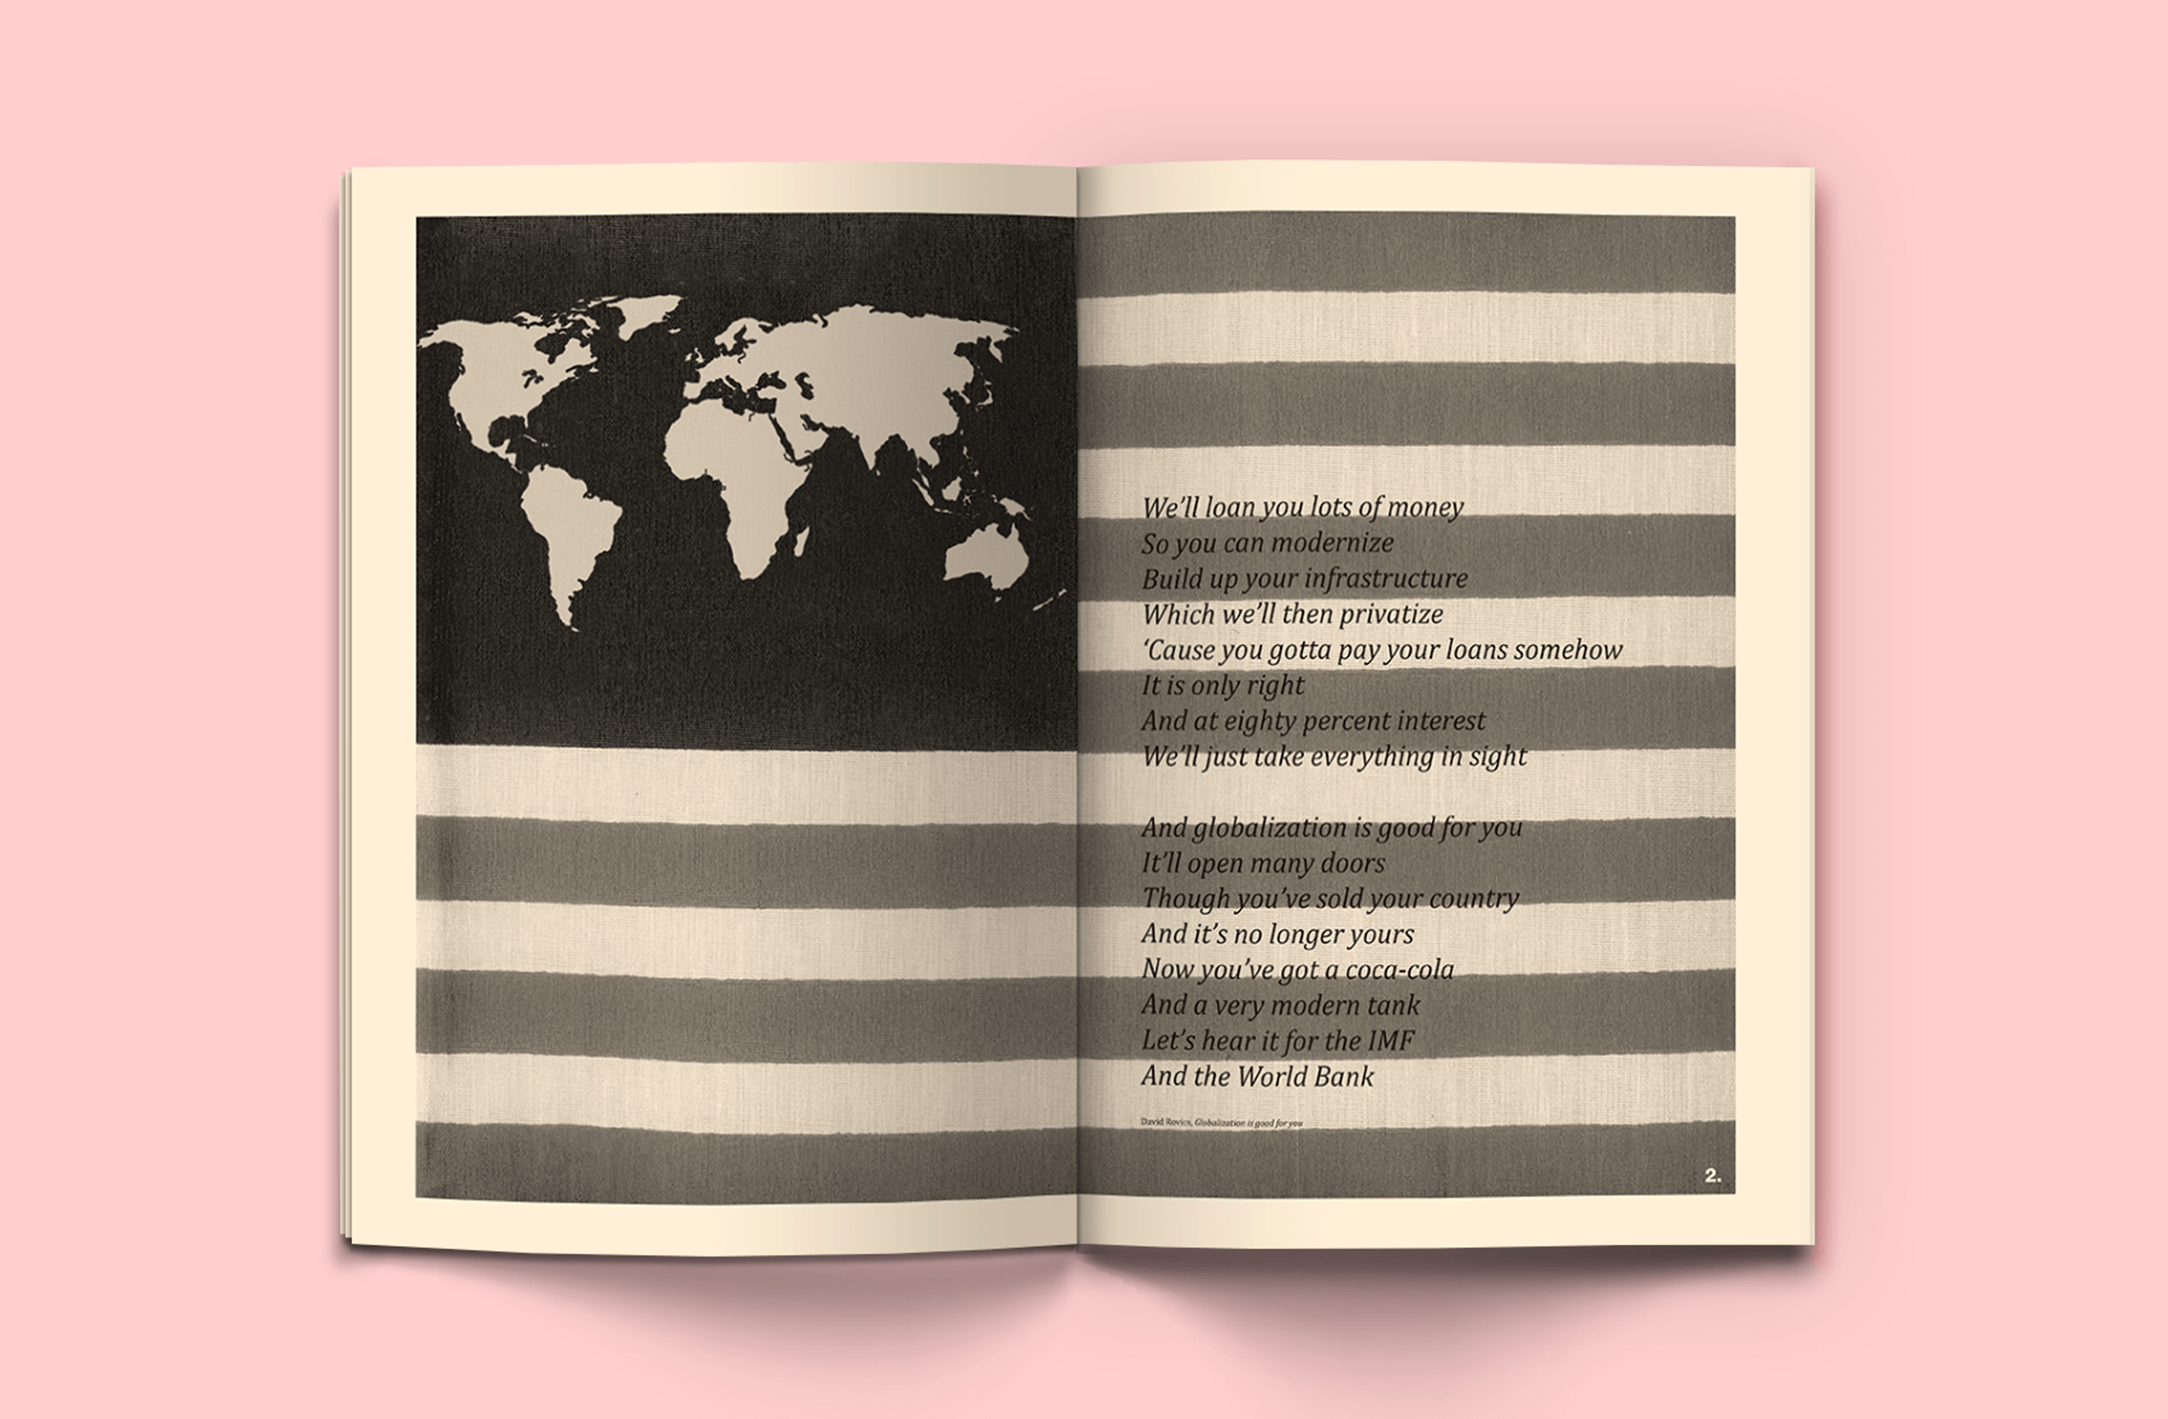 We’ll loan you lots of money
So you can modernize
Build up your infrastructure
Which we’ll then privatize
‘Cause you gotta pay your loans somehow
It is only right
And at eighty percent interest
We’ll just take everything in sight
And globalization is good for you
It’ll open many doors
Though you’ve sold your country
And it’s no longer yours
Now you’ve got a coca-cola
And a very modern tank
Let’s hear it for the IMF
And the World Bank
David Rovics, Globalization is good for you
2.